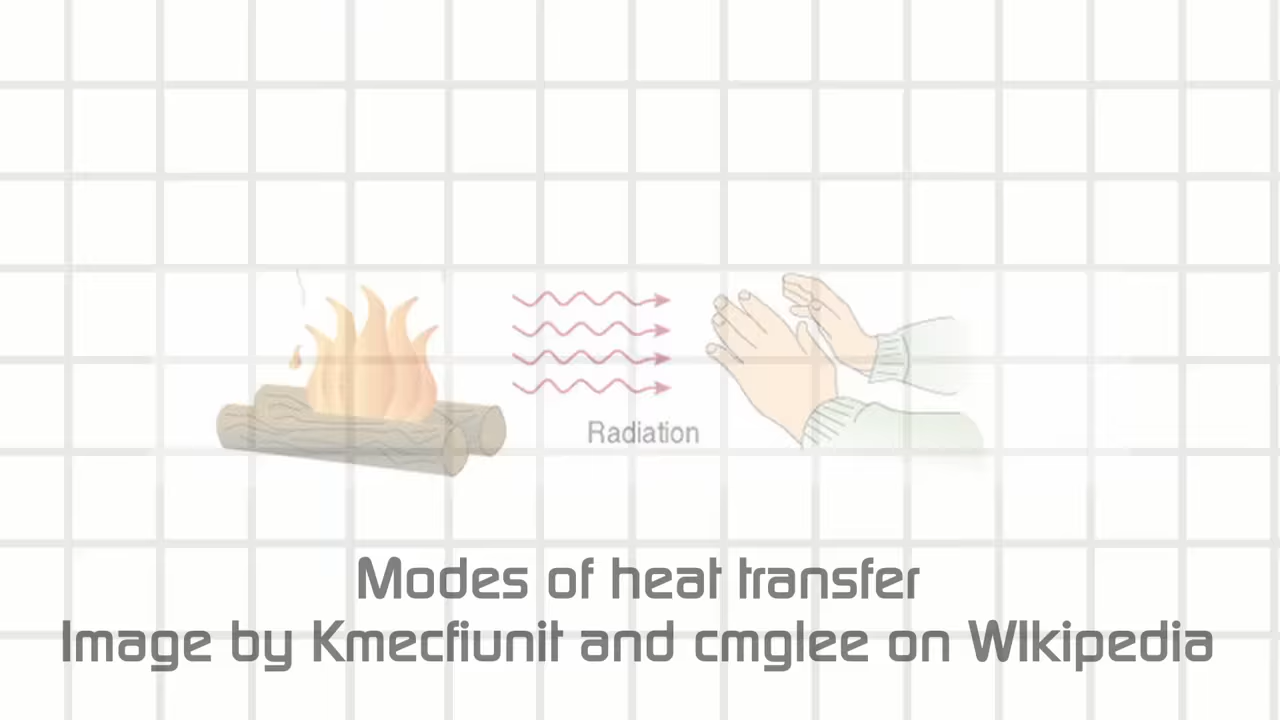 Radiation
Modes of heat transfer
Image by Kmecfiunit and cmglee on WIkipedia